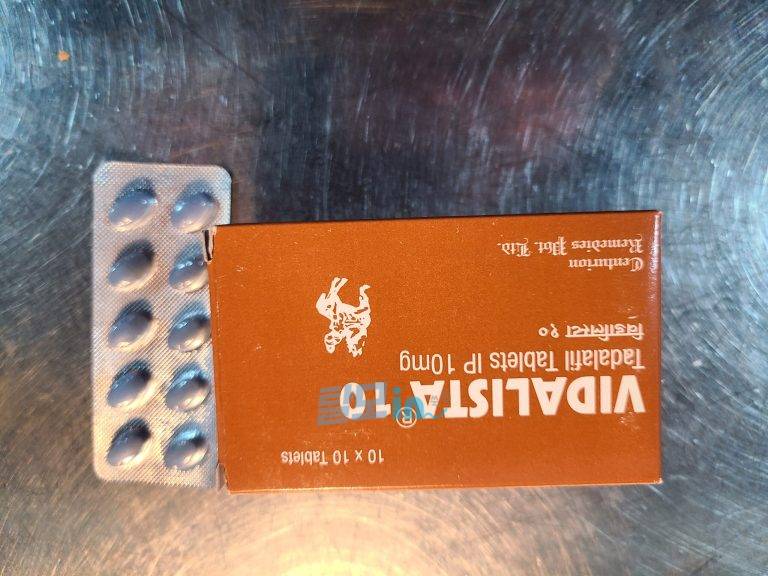 10 x 10 Tablets
VIDALISTA® 10
Tadalafil Tablets IP 10mg
विडालिस्टा १०
Centurion
Remedies Pvt. Ltd.